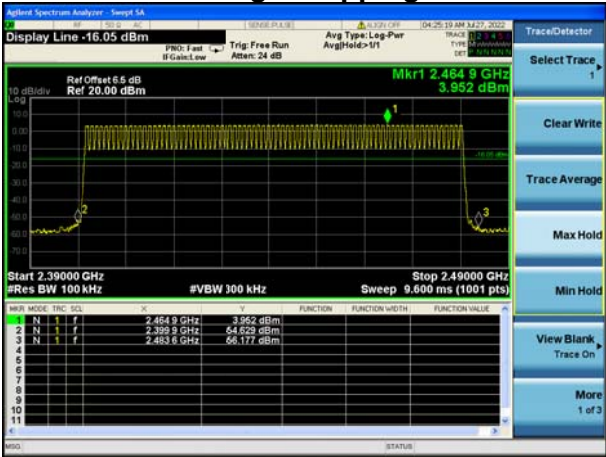 Agilent Spectrum Analyzer - Swept SA
RF 50 Ω AC SENSE:PULSE ALIGN OFF 04:25:19 AM Jul 27, 2022
Display Line -16.05 dBm
Avg Type: Log-Pwr
TRACE 1 2 3 4 5 6
PNO: Fast
Trig: Free Run
Avg|Hold:>1/1
TYPE
IFGain:Low
Atten: 24 dB
DET P N N N N N
Trace/Detector
Select Trace
1
Clear Write
Trace Average
Max Hold
Min Hold
View Blank
Trace On
More
1 of 3
Ref Offset 6.5 dB
Ref 20.00 dBm
Mkr1 2.464 9 GHz
3.952 dBm
10 dB/div
Log
10.0
0.00
-10.0
-20.0
-30.0
-40.0
-50.0
-60.0
-70.0
1
2
3
-16.05 dBm
Start 2.39000 GHz
Stop 2.49000 GHz
#Res BW 100 kHz
#VBW 300 kHz
Sweep 9.600 ms (1001 pts)
MKR MODE TRC SCL X Y FUNCTION FUNCTION WIDTH FUNCTION VALUE
1 N 1 f 2.464 9 GHz 3.952 dBm
2 N 1 f 2.399 9 GHz -54.629 dBm
3 N 1 f 2.483 6 GHz -56.177 dBm
4
5
6
7
8
9
10
11
MSG
STATUS